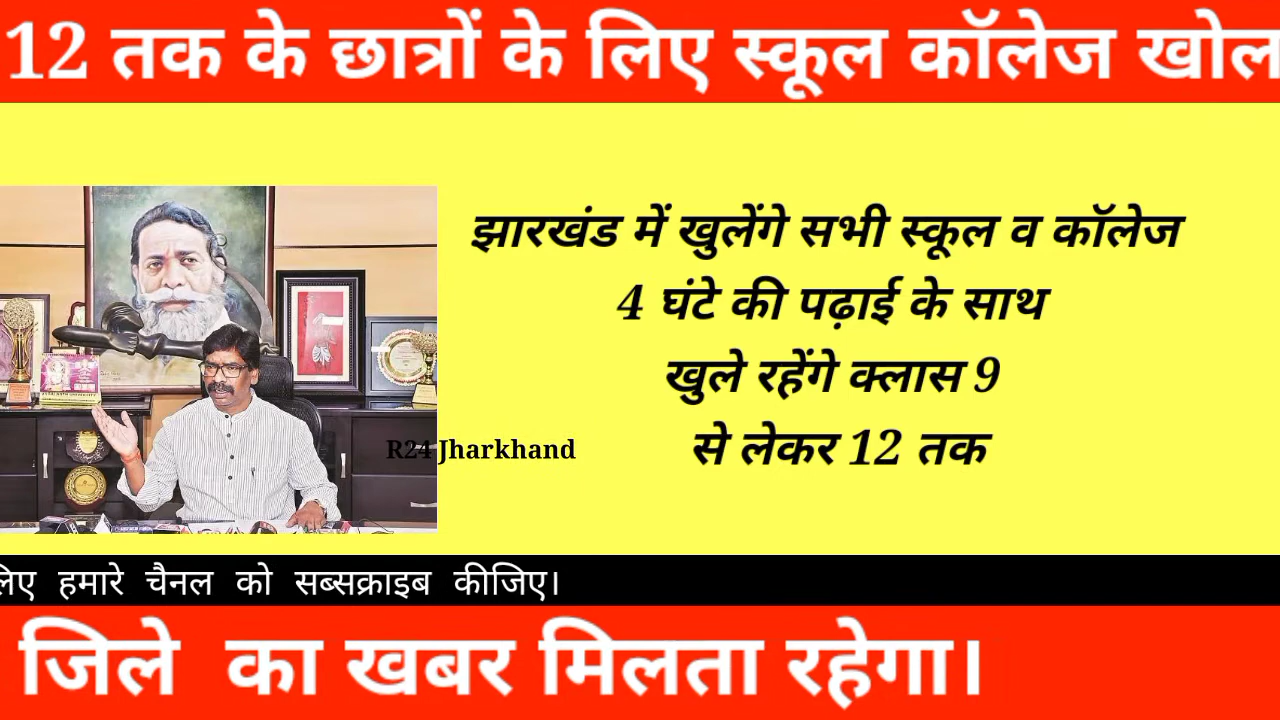 12 तक के छात्रों के लिए स्कूल कॉलेज खोल
झारखंड में खुलेंगे सभी स्कूल व कॉलेज
4 घंटे की पढ़ाई के साथ
खुले रहेंगे क्लास 9
से लेकर 12 तक
R24 Jharkhand
लिए हमारे चैनल को सब्सक्राइब कीजिए।
जिले का खबर मिलता रहेगा।